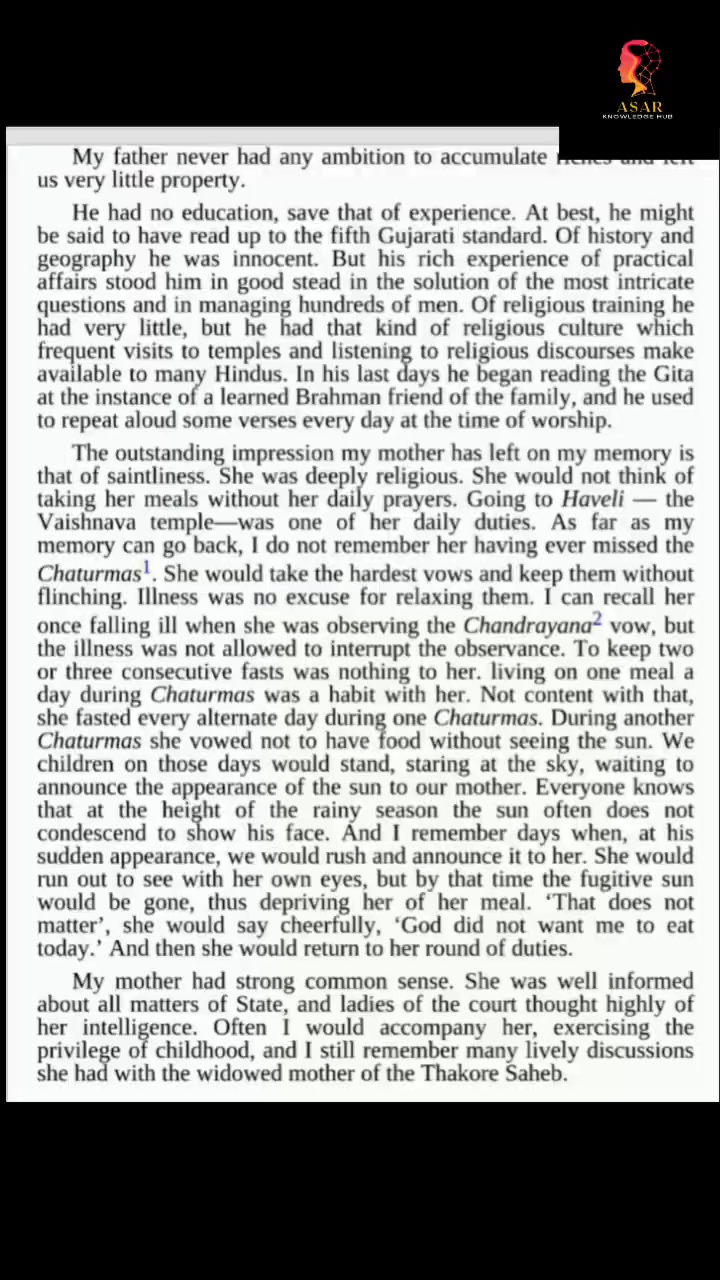 ASAR
KNOWLEDGE HUB
My father never had any ambition to accumulate riches and left
us very little property.
He had no education, save that of experience. At best, he might
be said to have read up to the fifth Gujarati standard. Of history and
geography he was innocent. But his rich experience of practical
affairs stood him in good stead in the solution of the most intricate
questions and in managing hundreds of men. Of religious training he
had very little, but he had that kind of religious culture which
frequent visits to temples and listening to religious discourses make
available to many Hindus. In his last days he began reading the Gita
at the instance of a learned Brahman friend of the family, and he used
to repeat aloud some verses every day at the time of worship.
The outstanding impression my mother has left on my memory is
that of saintliness. She was deeply religious. She would not think of
taking her meals without her daily prayers. Going to Haveli — the
Vaishnava temple—was one of her daily duties. As far as my
memory can go back, I do not remember her having ever missed the
Chaturmas1. She would take the hardest vows and keep them without
flinching. Illness was no excuse for relaxing them. I can recall her
once falling ill when she was observing the Chandrayana2 vow, but
the illness was not allowed to interrupt the observance. To keep two
or three consecutive fasts was nothing to her. living on one meal a
day during Chaturmas was a habit with her. Not content with that,
she fasted every alternate day during one Chaturmas. During another
Chaturmas she vowed not to have food without seeing the sun. We
children on those days would stand, staring at the sky, waiting to
announce the appearance of the sun to our mother. Everyone knows
that at the height of the rainy season the sun often does not
condescend to show his face. And I remember days when, at his
sudden appearance, we would rush and announce it to her. She would
run out to see with her own eyes, but by that time the fugitive sun
would be gone, thus depriving her of her meal. ‘That does not
matter’, she would say cheerfully, ‘God did not want me to eat
today.’ And then she would return to her round of duties.
My mother had strong common sense. She was well informed
about all matters of State, and ladies of the court thought highly of
her intelligence. Often I would accompany her, exercising the
privilege of childhood, and I still remember many lively discussions
she had with the widowed mother of the Thakore Saheb.